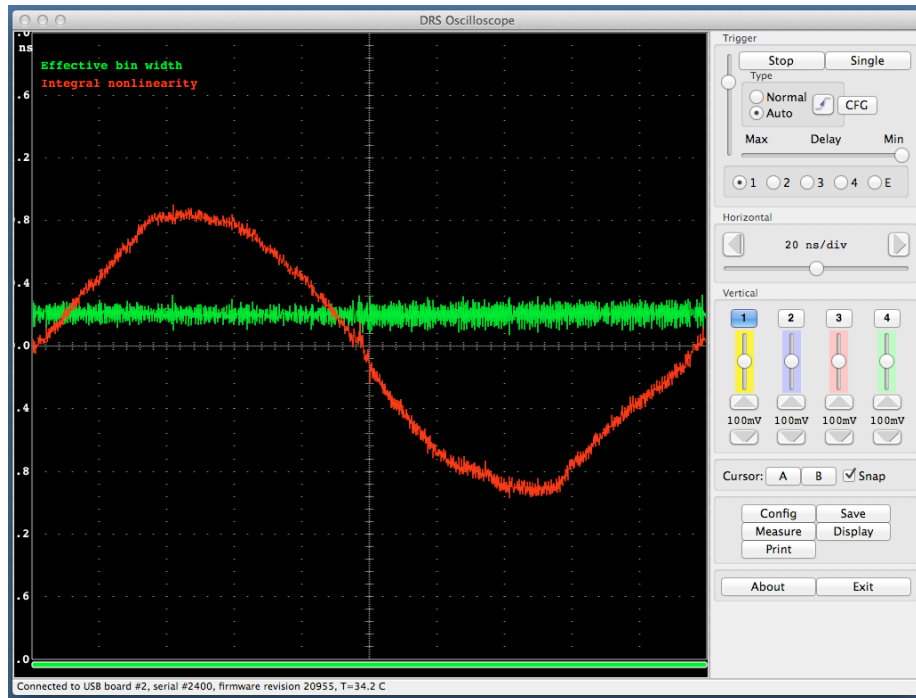 DRS Oscilloscope
.0
ns
Effective bin width
Integral nonlinearity
.6
.2
.8
.4
.0
.4
.8
.2
.6
.0
Trigger
Stop Single
Type
Normal
Auto
CFG
Max Delay Min
1 2 3 4 E
Horizontal
20 ns/div
Vertical
1 2 3 4
100mV 100mV 100mV 100mV
Cursor: A B Snap
Config Save
Measure Display
Print
About Exit
Connected to USB board #2, serial #2400, firmware revision 20955, T=34.2 C